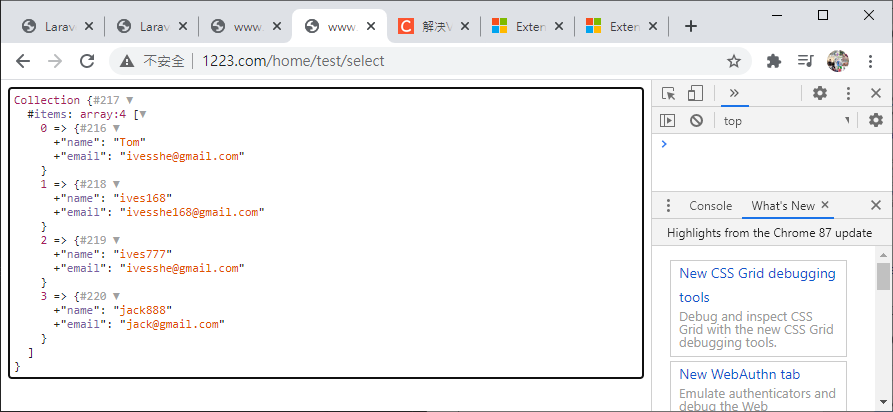 Larav
Larav
www.
www.
解決V
Exter
Exter
不安全 | 1223.com/home/test/select
Collection {#217 ▼
#items: array:4 [▼
0 => {#216 ▼
+"name": "Tom"
+"email": "ivesshe@gmail.com"
}
1 => {#218 ▼
+"name": "ives168"
+"email": "ivesshe168@gmail.com"
}
2 => {#219 ▼
+"name": "ives777"
+"email": "ivesshe@gmail.com"
}
3 => {#220 ▼
+"name": "jack888"
+"email": "jack@gmail.com"
}
]
}
top
Console What's New
Highlights from the Chrome 87 update
New CSS Grid debugging
tools
Debug and inspect CSS
Grid with the new CSS Grid
debugging tools.
New WebAuthn tab
Emulate authenticators and
debug the Web